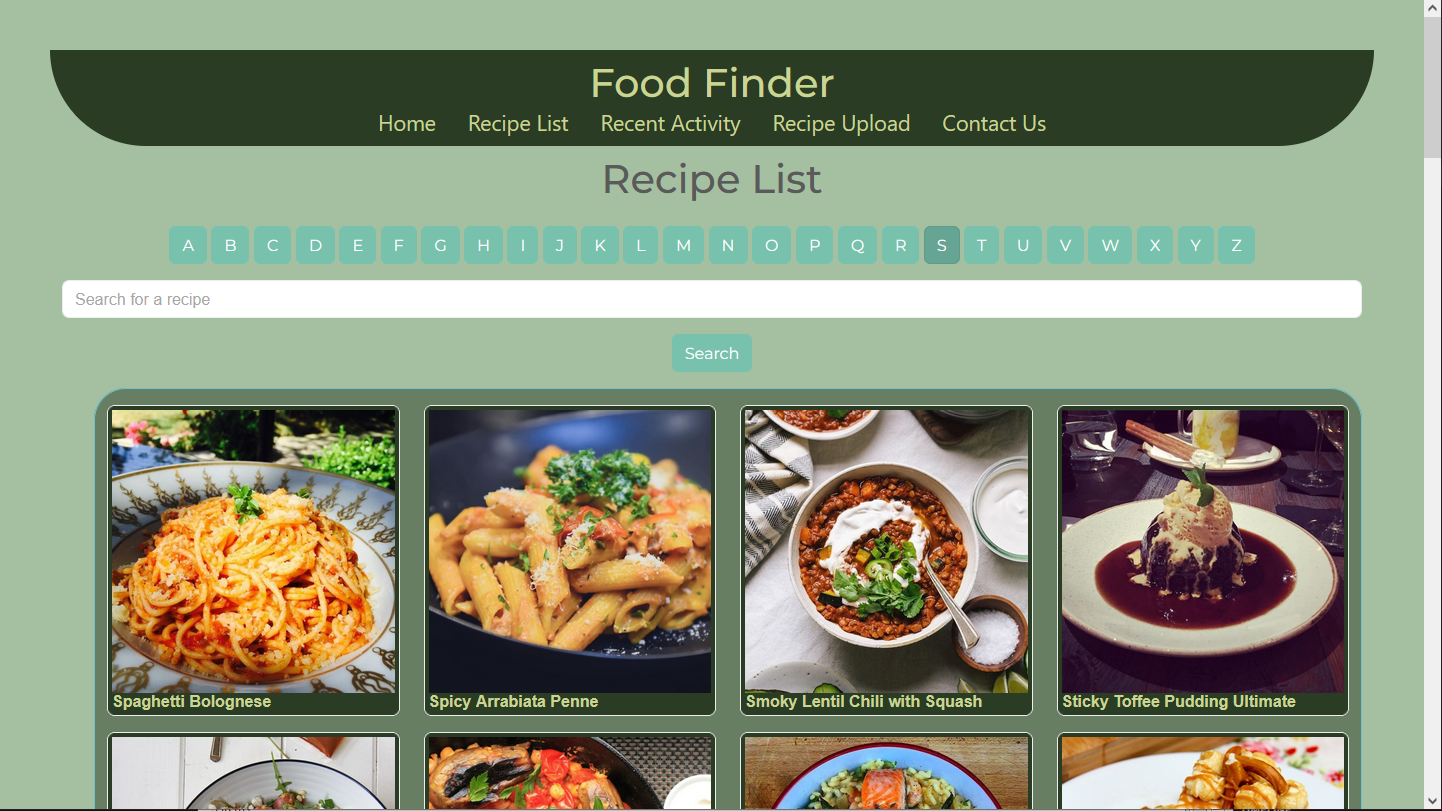 Food Finder
Home Recipe List Recent Activity Recipe Upload Contact Us
Recipe List
A B C D E F G H I J K L M N O P Q R S T U V W X Y Z
Search for a recipe
Search
Spaghetti Bolognese
Spicy Arrabiata Penne
Smoky Lentil Chili with Squash
Sticky Toffee Pudding Ultimate